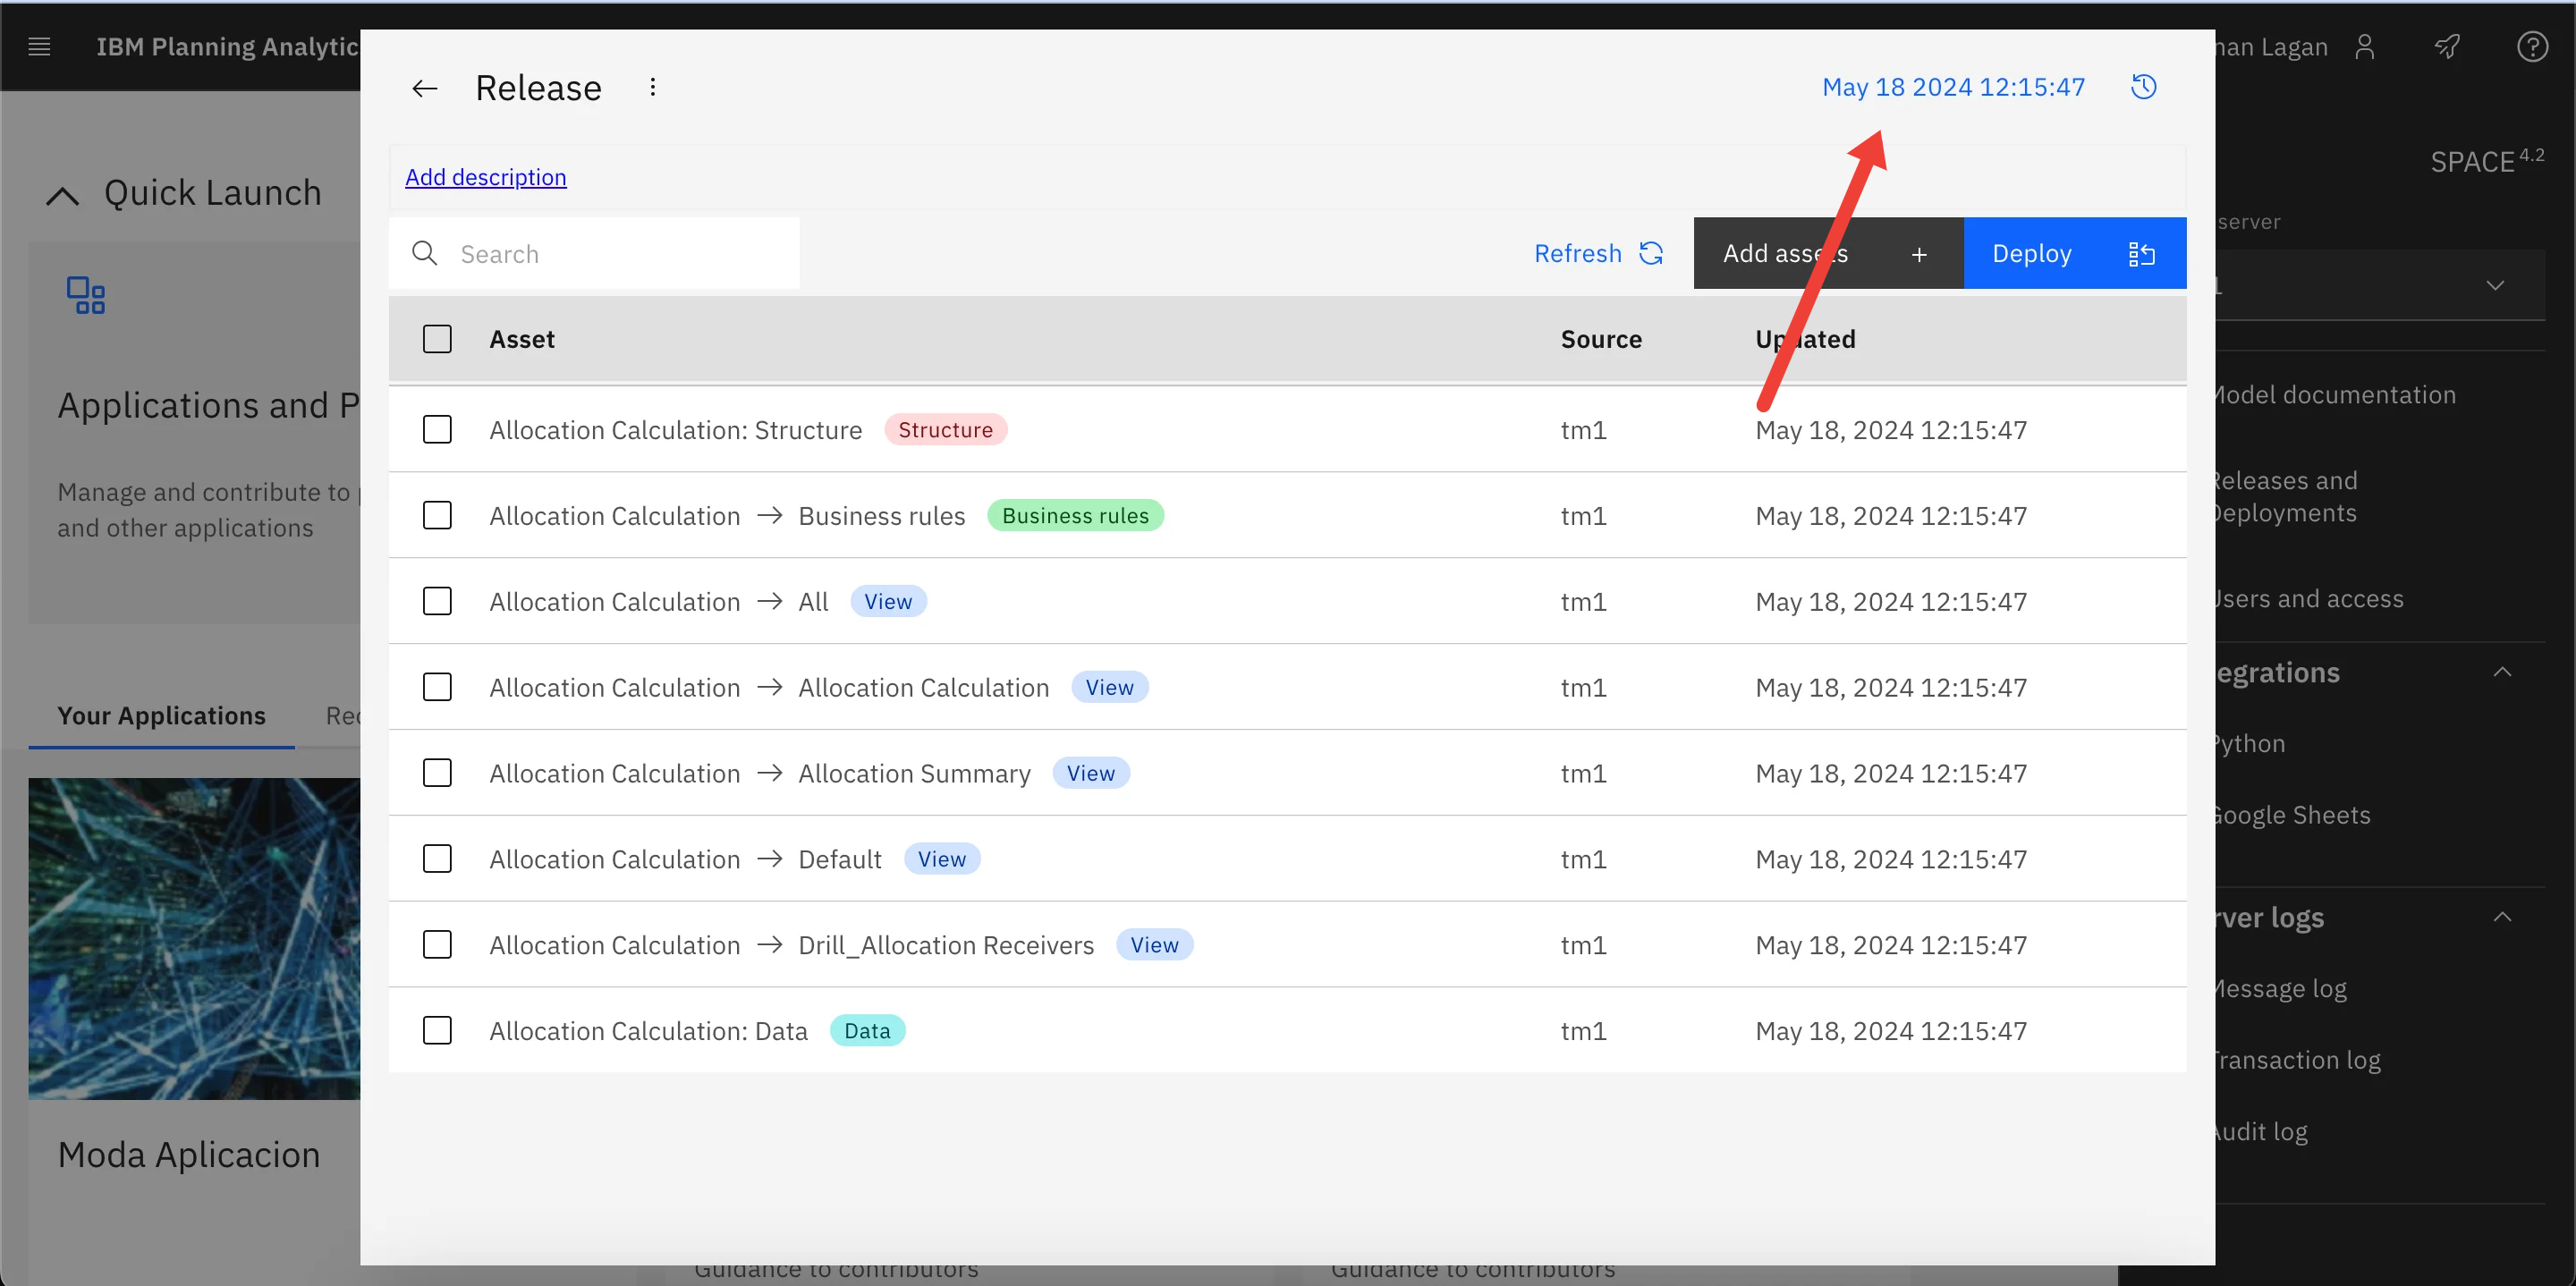 IBM Planning Analytic
Release
May 18 2024 12:15:47
nan Lagan
Add description
SPACE 4.2
Quick Launch
server
Search
Refresh
Add assets +
Deploy
Asset
Source
Updated
Applications and P
Manage and contribute to
and other applications
Allocation Calculation: Structure Structure tm1 May 18, 2024 12:15:47
Allocation Calculation → Business rules Business rules tm1 May 18, 2024 12:15:47
Allocation Calculation → All View tm1 May 18, 2024 12:15:47
Allocation Calculation → Allocation Calculation View tm1 May 18, 2024 12:15:47
Allocation Calculation → Allocation Summary View tm1 May 18, 2024 12:15:47
Allocation Calculation → Default View tm1 May 18, 2024 12:15:47
Allocation Calculation → Drill_Allocation Receivers View tm1 May 18, 2024 12:15:47
Allocation Calculation: Data Data tm1 May 18, 2024 12:15:47
Your Applications
Rec
Moda Aplicacion
Model documentation
Releases and
Deployments
Users and access
egrations
Python
Google Sheets
rver logs
Message log
Transaction log
Audit log
Guidance to contributors
Guidance to contributors